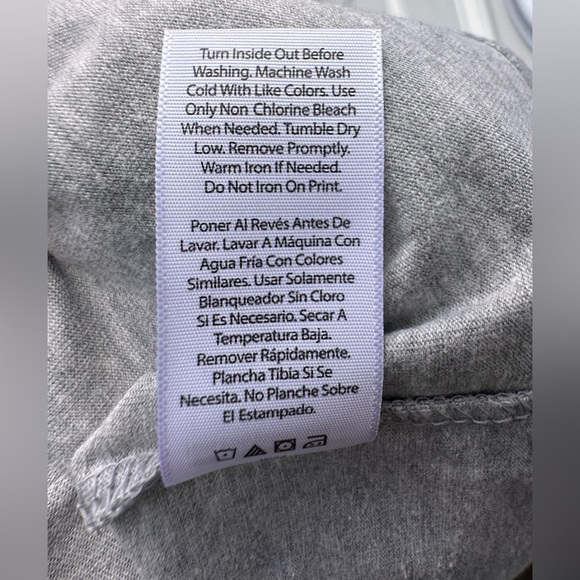 Turn Inside Out Before
Washing. Machine Wash
Cold With Like Colors. Use
Only Non Chlorine Bleach
When Needed. Tumble Dry
Low. Remove Promptly.
Warm Iron If Needed.
Do Not Iron On Print.
Poner Al Revés Antes De
Lavar. Lavar A Máquina Con
Agua Fría Con Colores
Similares. Usar Solamente
Blanqueador Sin Cloro
Si Es Necesario. Secar A
Temperatura Baja.
Remover Rápidamente.
Plancha Tibia Si Se
Necesita. No Planche Sobre
El Estampado.